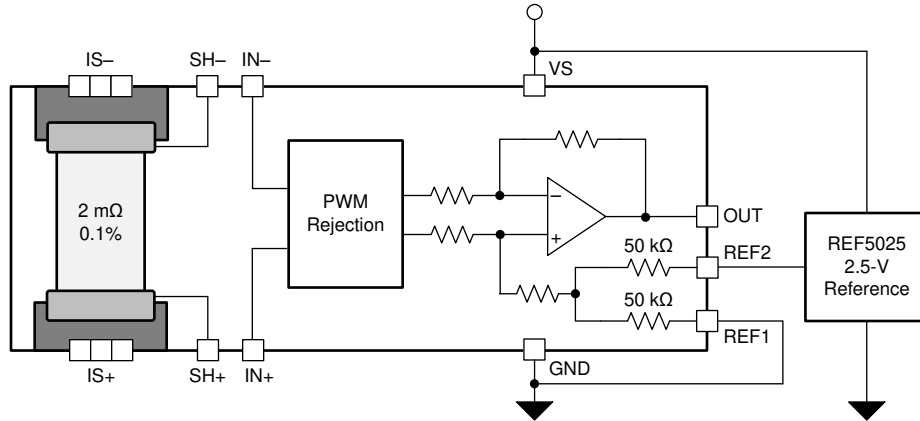 IS–
SH–
IN–
VS
2 mΩ
0.1%
PWM
Rejection
–
+
OUT
50 kΩ
REF2
50 kΩ
REF1
REF5025
2.5-V
Reference
GND
IS+
SH+
IN+